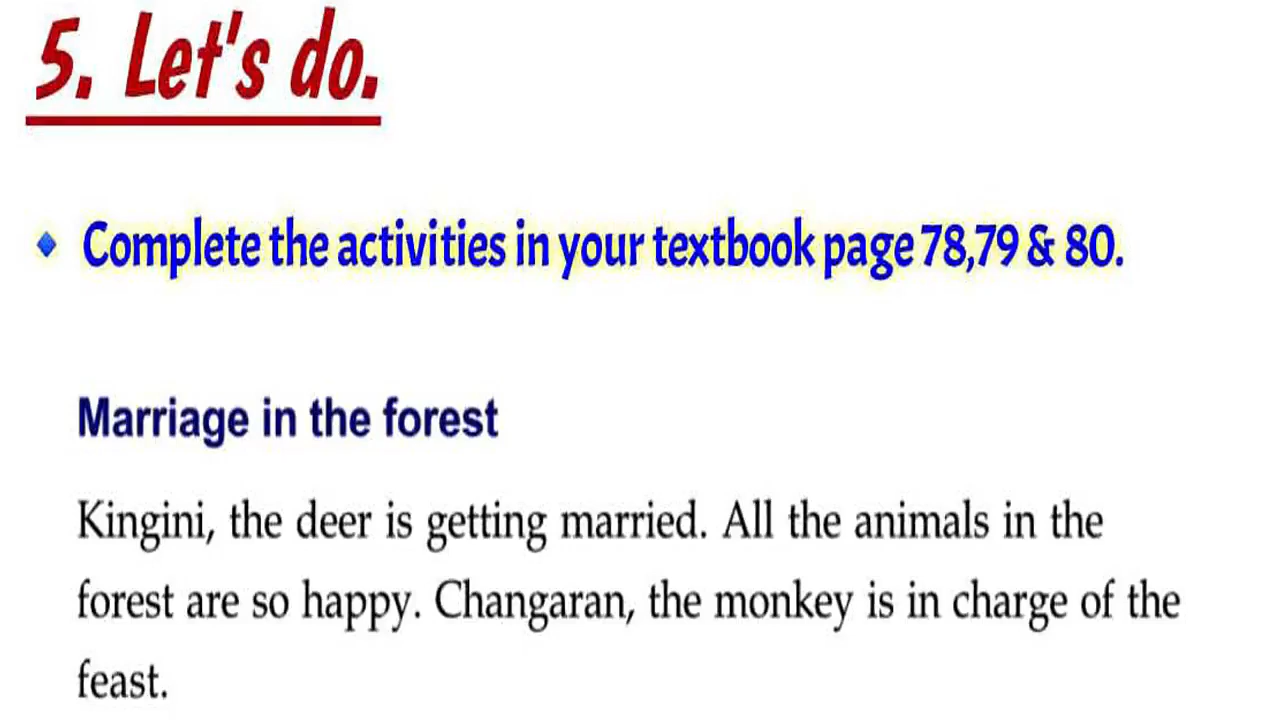 5. Let's do.
Complete the activities in your textbook page 78,79 & 80.
Marriage in the forest
Kingini, the deer is getting married. All the animals in the
forest are so happy. Changaran, the monkey is in charge of the
feast.